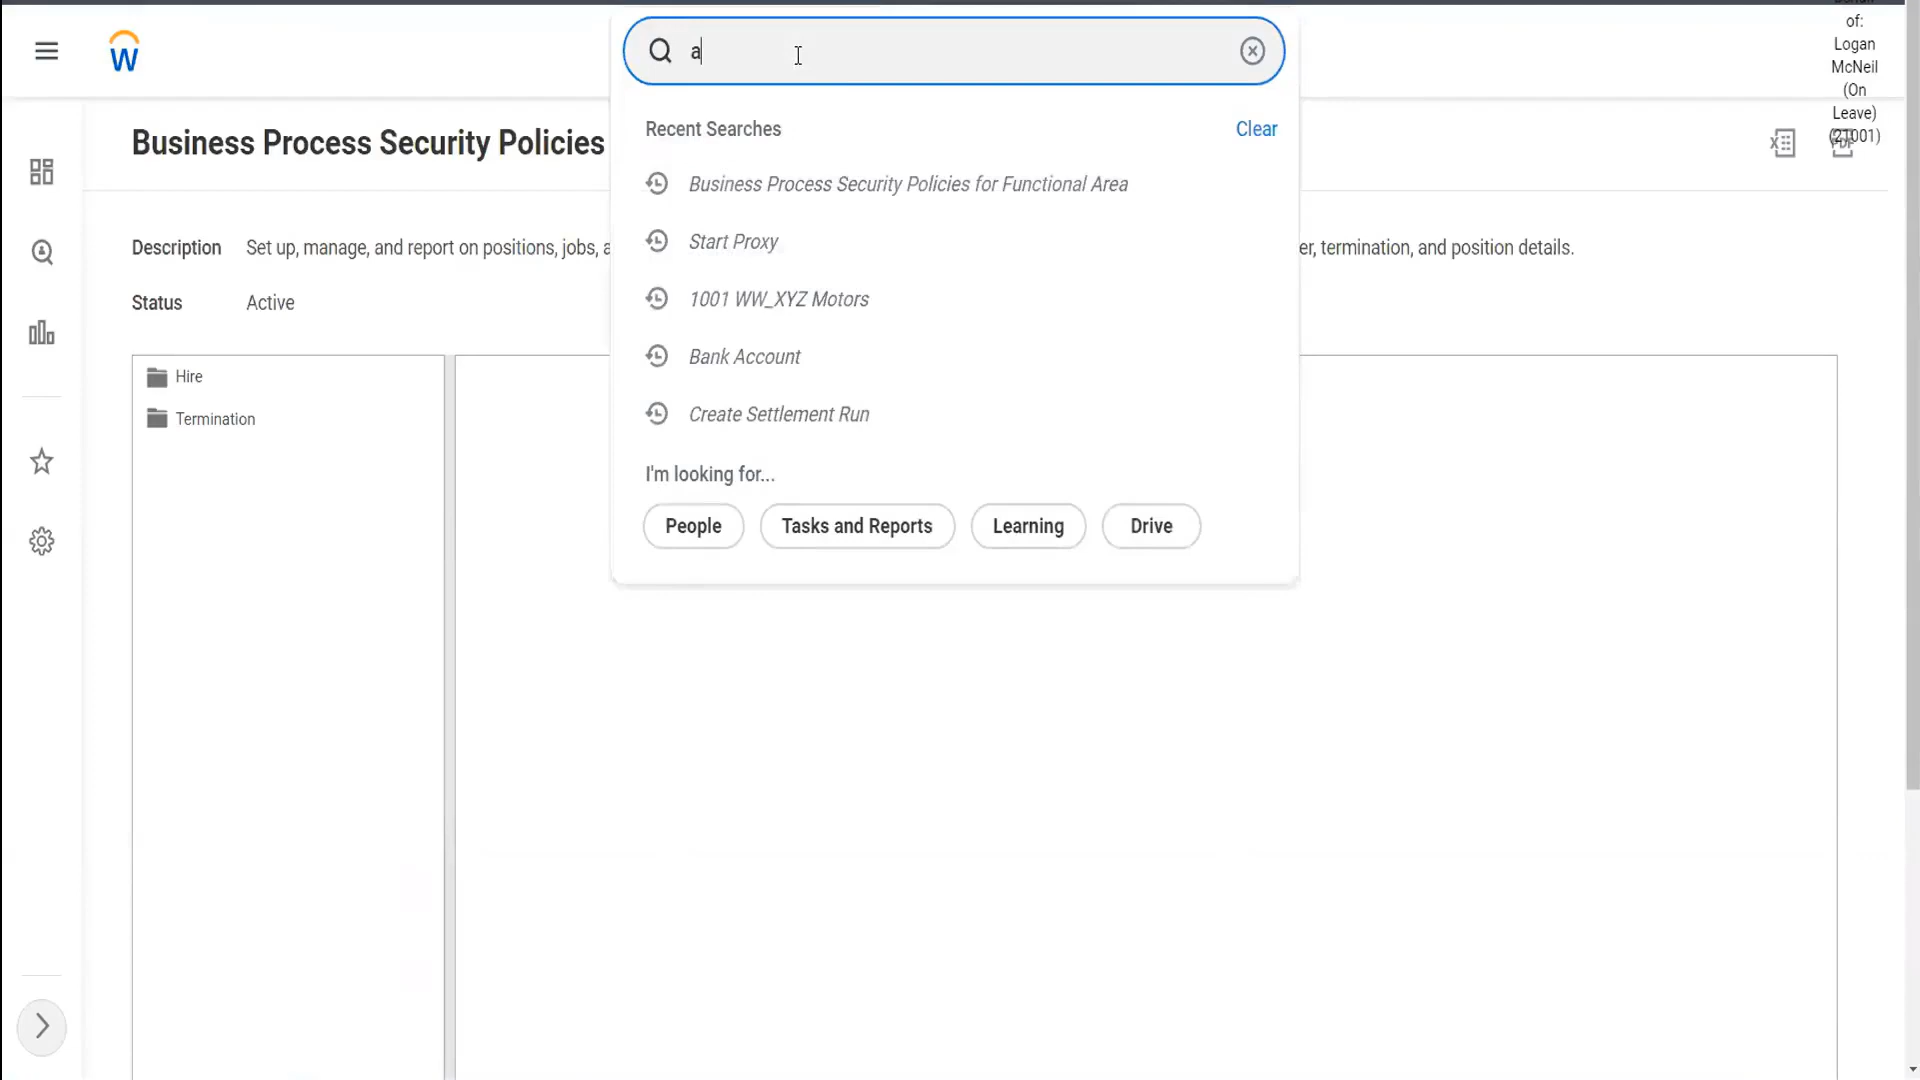 W
a
behalf
of:
Logan
McNeil
(On
Leave)
(21001)
Business Process Security Policies
PDF
Recent Searches
Clear
Business Process Security Policies for Functional Area
Start Proxy
1001 WW_XYZ Motors
Bank Account
Create Settlement Run
I'm looking for...
People
Tasks and Reports
Learning
Drive
Description Set up, manage, and report on positions, jobs, a er, termination, and position details.
Status Active
Hire
Termination